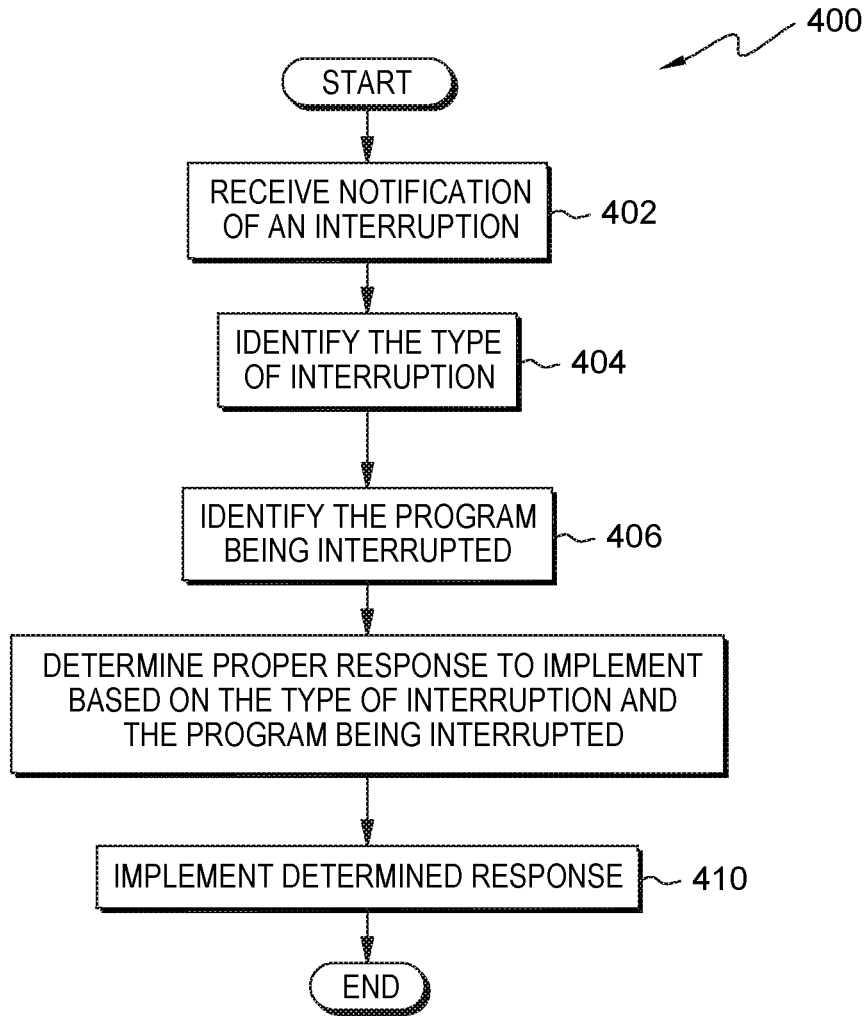 400
START
RECEIVE NOTIFICATION
OF AN INTERRUPTION
402
IDENTIFY THE TYPE
OF INTERRUPTION
404
IDENTIFY THE PROGRAM
BEING INTERRUPTED
406
DETERMINE PROPER RESPONSE TO IMPLEMENT
BASED ON THE TYPE OF INTERRUPTION AND
THE PROGRAM BEING INTERRUPTED
IMPLEMENT DETERMINED RESPONSE
410
END